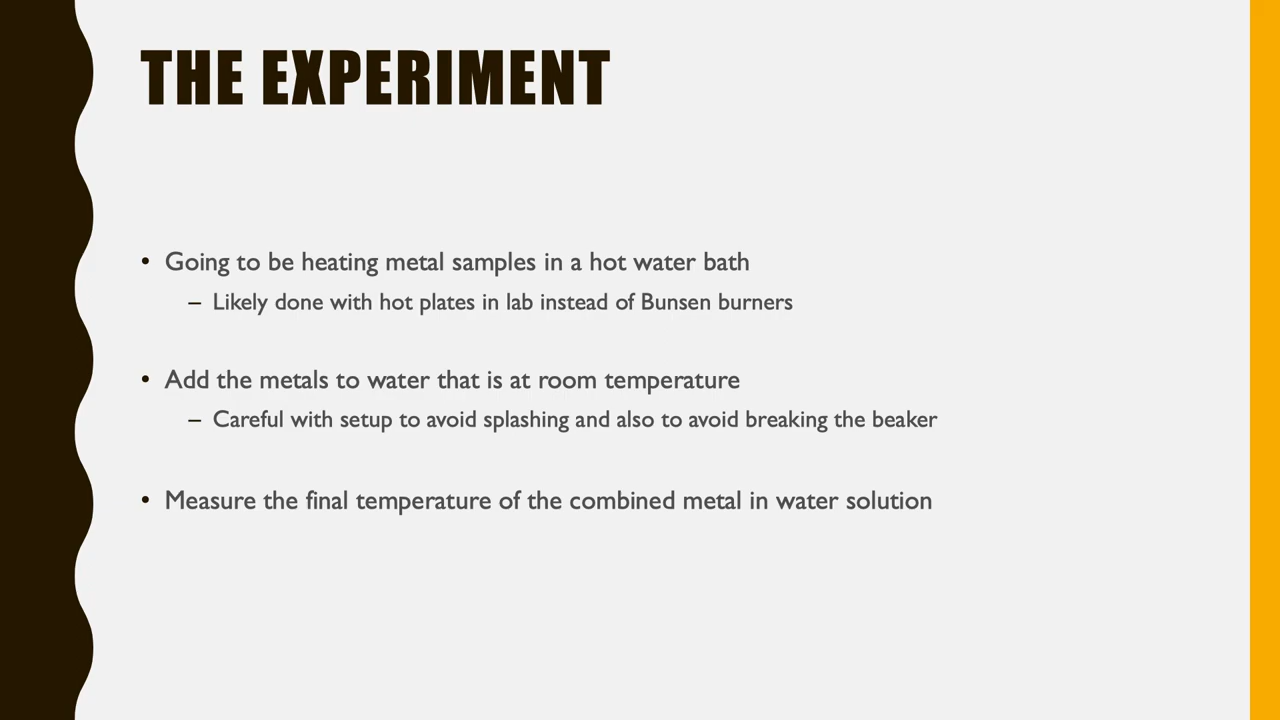 THE EXPERIMENT
• Going to be heating metal samples in a hot water bath
– Likely done with hot plates in lab instead of Bunsen burners
• Add the metals to water that is at room temperature
– Careful with setup to avoid splashing and also to avoid breaking the beaker
• Measure the final temperature of the combined metal in water solution